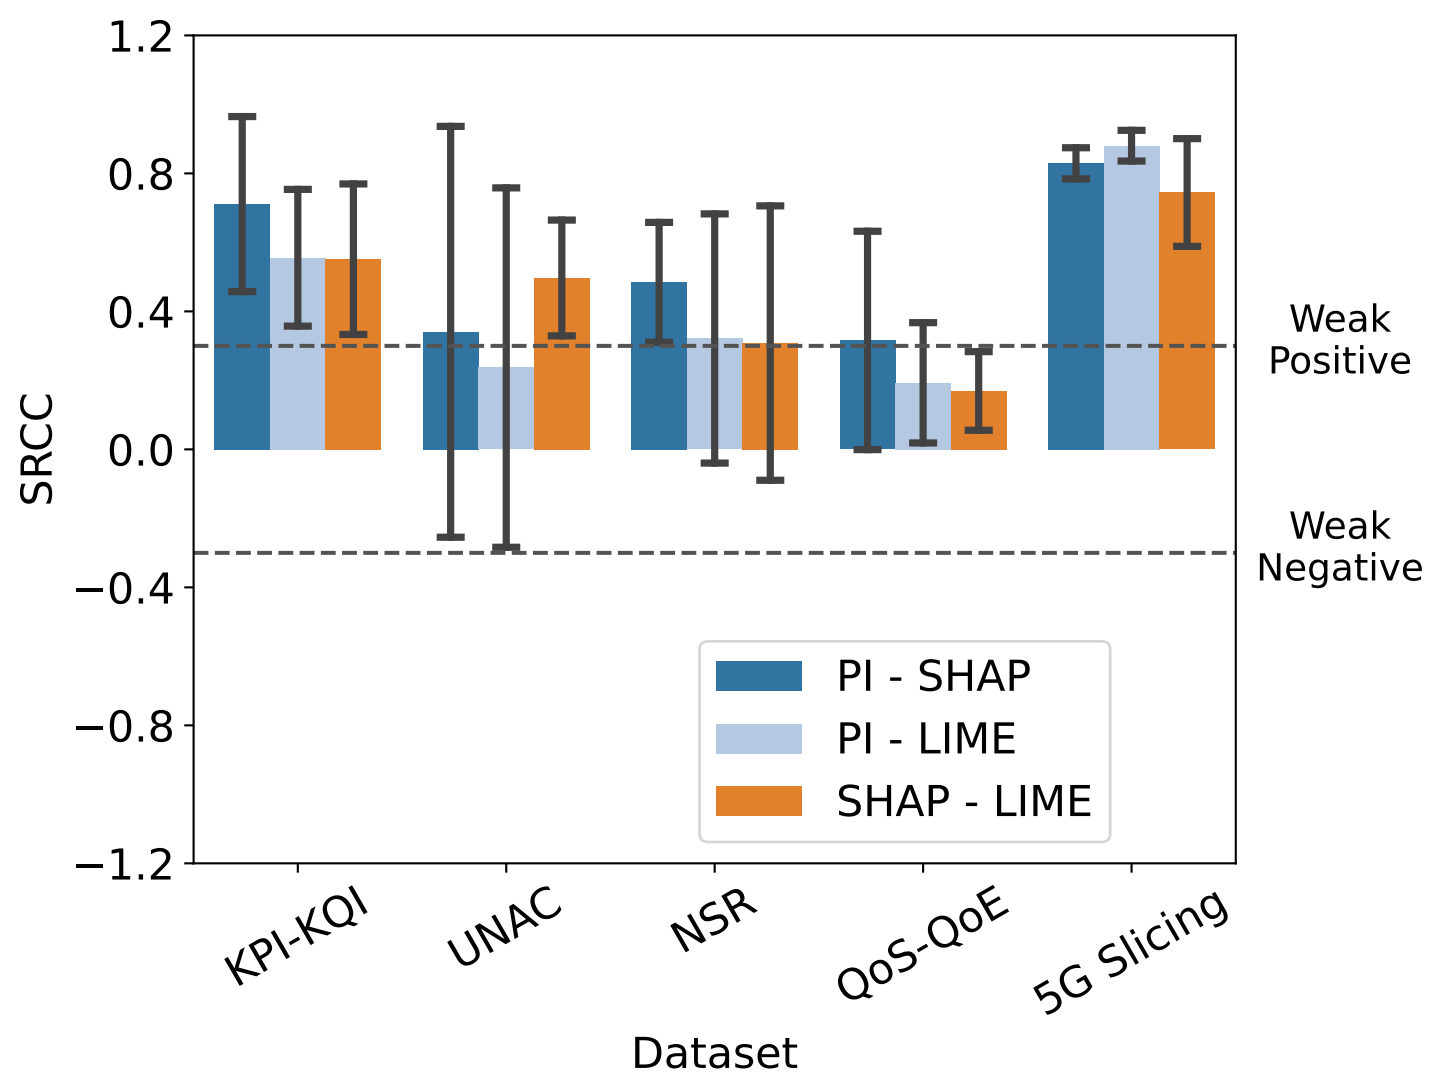 1.2
0.8
0.4
0.0
−0.4
−0.8
−1.2
SRCC
Weak
Positive
Weak
Negative
PI - SHAP
PI - LIME
SHAP - LIME
KPI-KQI
UNAC
NSR
QoS-QoE
5G Slicing
Dataset